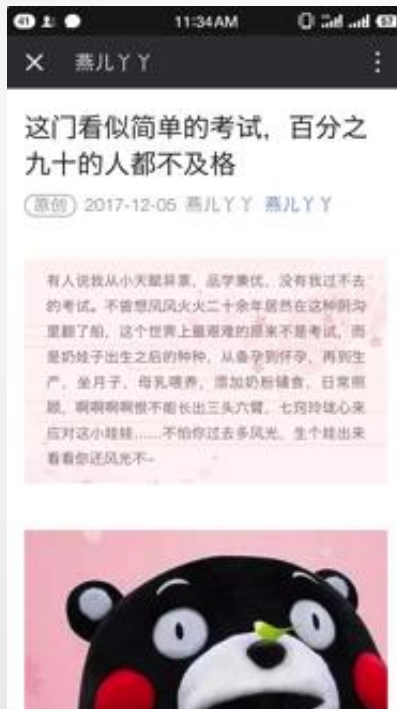 41
11:34AM
57
燕儿丫丫
这门看似简单的考试，百分之
九十的人都不及格
原创 2017-12-05 燕儿丫丫 燕儿丫丫
有人说我从小天赋异禀，品学兼优，没有我过不去
的考试。不曾想风风火火二十余年居然在这种阴沟
里翻了船，这个世界上最艰难的原来不是考试，而
是奶娃子出生之后的种种，从备孕到怀孕，再到生
产，坐月子，母乳喂养，添加奶粉辅食，日常照
顾，啊啊啊啊恨不能长出三头六臂，七窍玲珑心来
应对这小娃娃……不怕你过去多风光，生个娃出来
看看你还风光不~